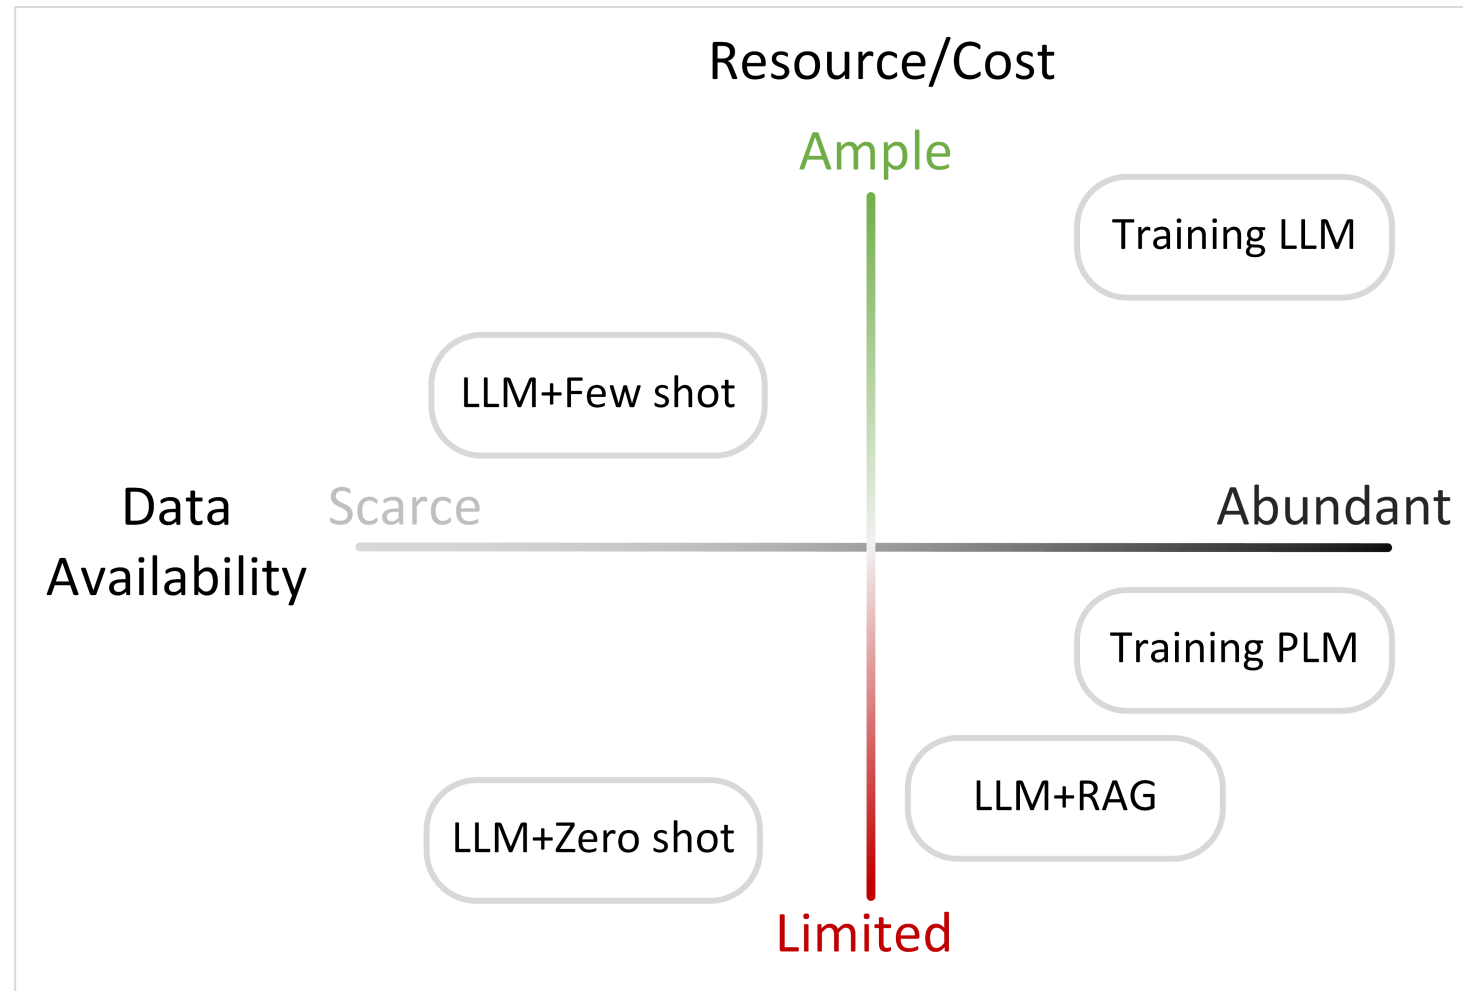 Resource/Cost
Ample
Training LLM
LLM+Few shot
Data
Availability
Scarce
Abundant
Training PLM
LLM+RAG
LLM+Zero shot
Limited